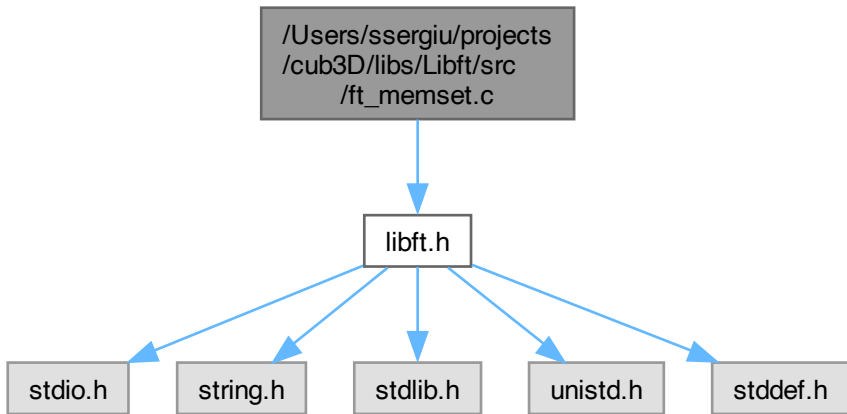 /Users/ssergiu/projects
/cub3D/libs/Libft/src
/ft_memset.c
libft.h
stdio.h
string.h
stdlib.h
unistd.h
stddef.h